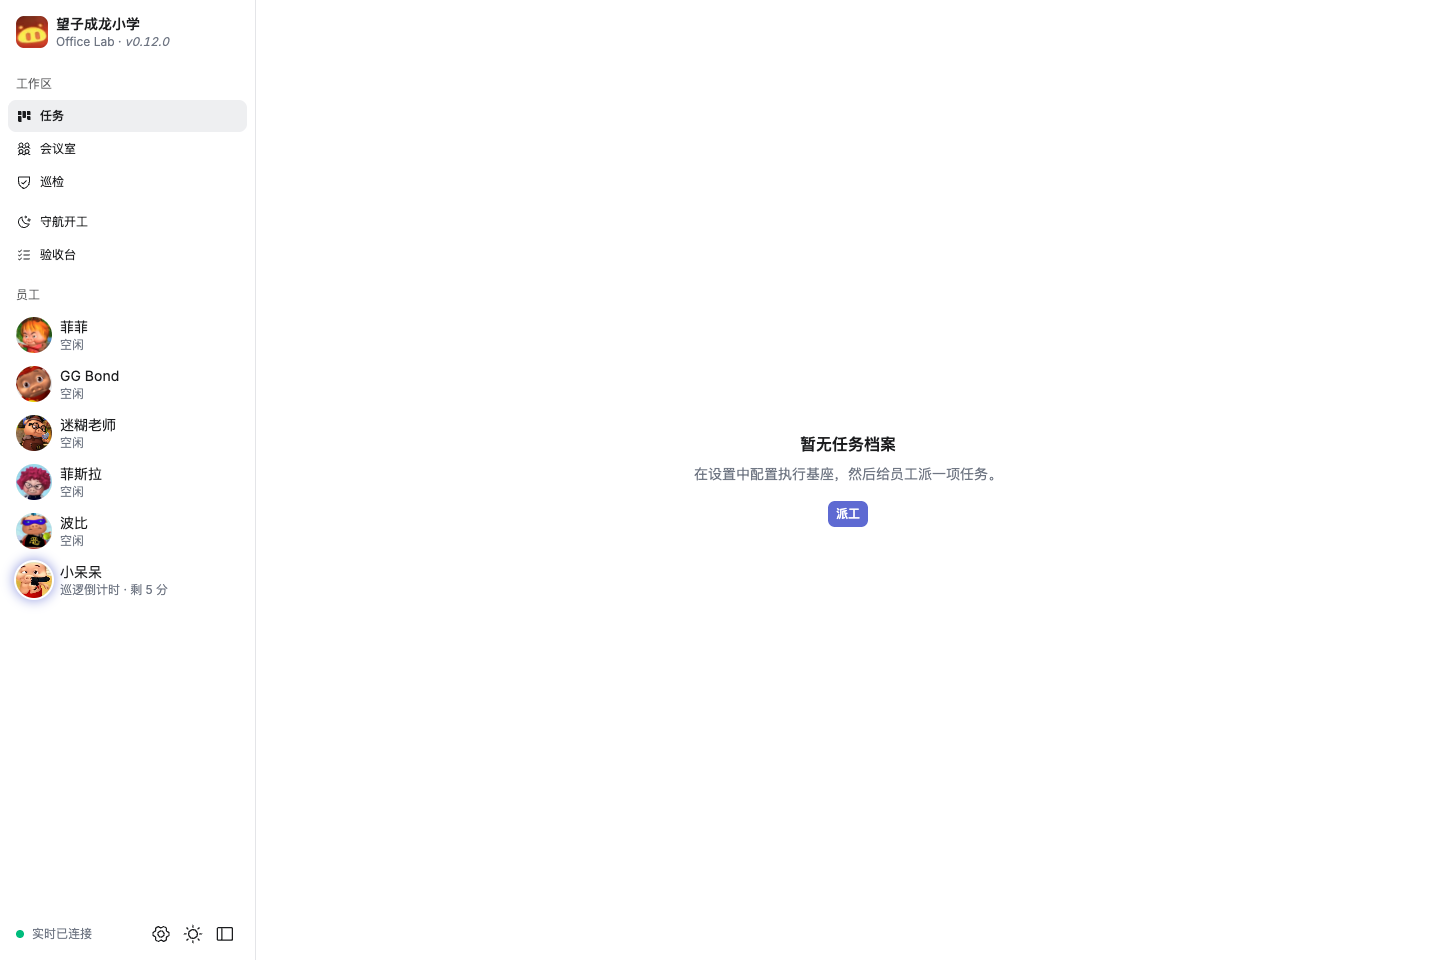 望子成龙小学
Office Lab · v0.12.0
工作区
任务
会议室
巡检
守航开工
验收台
员工
菲菲
空闲
GG Bond
空闲
迷糊老师
空闲
菲斯拉
空闲
波比
空闲
小呆呆
巡逻倒计时 · 剩 5 分
实时已连接
暂无任务档案
在设置中配置执行基座，然后给员工派一项任务。
派工